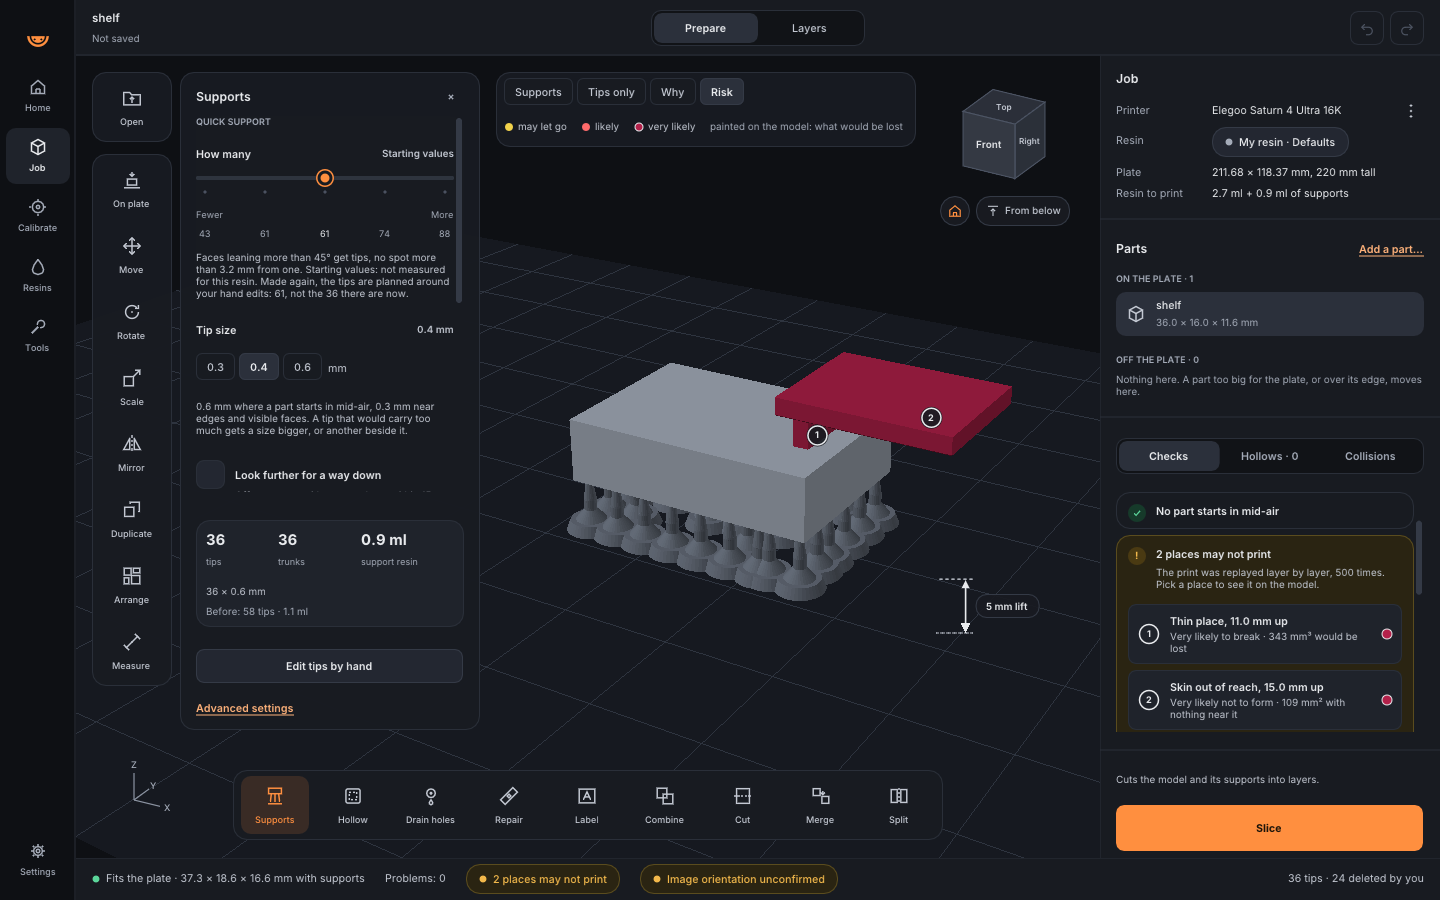 shelf
Not saved
Prepare
Layers
Home
Job
Calibrate
Resins
Tools
Settings
Open
On plate
Move
Rotate
Scale
Mirror
Duplicate
Arrange
Measure
Supports
×
QUICK SUPPORT
How many
Starting values
Fewer
More
43
61
61
74
88
Faces leaning more than 45° get tips, no spot more
than 3.2 mm from one. Starting values: not measured
for this resin. Made again, the tips are planned around
your hand edits: 61, not the 36 there are now.
Tip size
0.4 mm
0.3
0.4
0.6
mm
0.6 mm where a part starts in mid-air, 0.3 mm near
edges and visible faces. A tip that would carry too
much gets a size bigger, or another beside it.
Look further for a way down
36
36
0.9 ml
tips
trunks
support resin
36 × 0.6 mm
Before: 58 tips · 1.1 ml
Edit tips by hand
Advanced settings
Supports
Tips only
Why
Risk
may let go
likely
very likely
painted on the model: what would be lost
Top
Front
Right
From below
1
2
5 mm lift
Z
Y
X
Supports
Hollow
Drain holes
Repair
Label
Combine
Cut
Merge
Split
Job
Printer
Elegoo Saturn 4 Ultra 16K
Resin
My resin · Defaults
Plate
211.68 × 118.37 mm, 220 mm tall
Resin to print
2.7 ml + 0.9 ml of supports
Parts
Add a part…
ON THE PLATE · 1
shelf
36.0 × 16.0 × 11.6 mm
OFF THE PLATE · 0
Nothing here. A part too big for the plate, or over its edge, moves
here.
Checks
Hollows · 0
Collisions
No part starts in mid-air
!
2 places may not print
The print was replayed layer by layer, 500 times.
Pick a place to see it on the model.
1
Thin place, 11.0 mm up
Very likely to break · 343 mm³ would be
lost
2
Skin out of reach, 15.0 mm up
Very likely not to form · 109 mm² with
nothing near it
Cuts the model and its supports into layers.
Slice
Fits the plate · 37.3 × 18.6 × 16.6 mm with supports
Problems: 0
2 places may not print
Image orientation unconfirmed
36 tips · 24 deleted by you